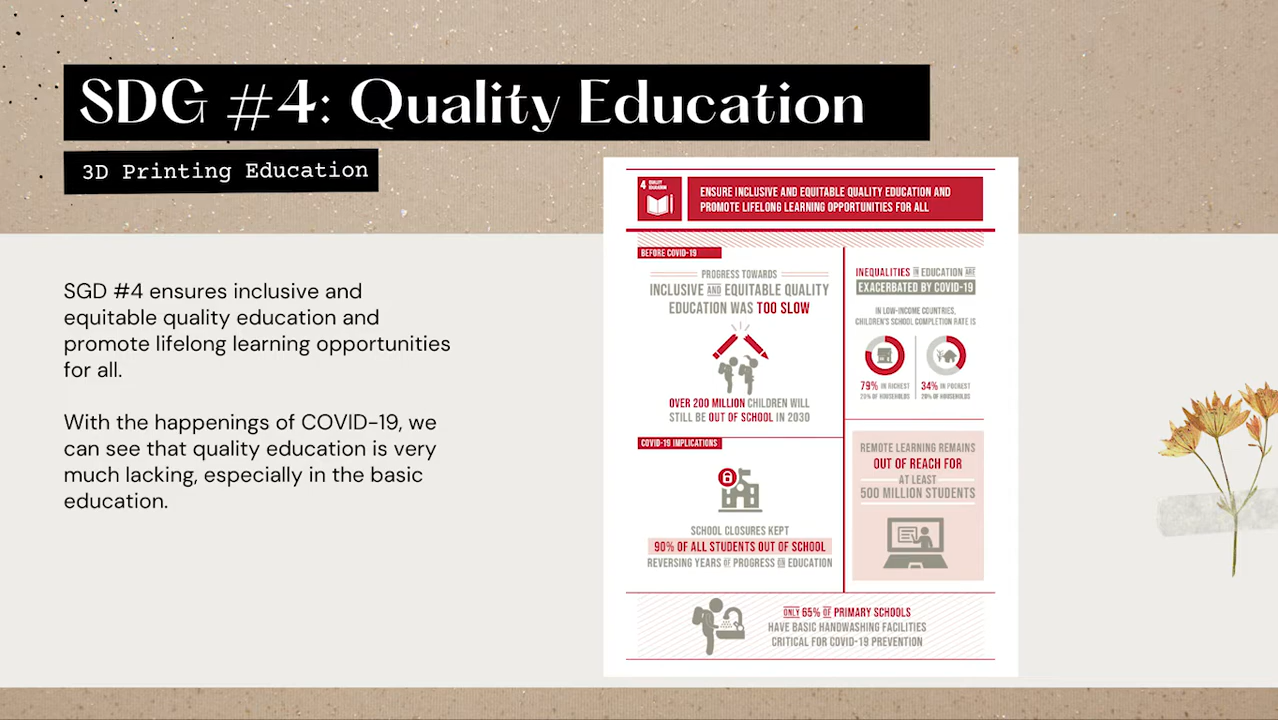 SDG #4: Quality Education
3D Printing Education
SGD #4 ensures inclusive and
equitable quality education and
promote lifelong learning opportunities
for all.
With the happenings of COVID-19, we
can see that quality education is very
much lacking, especially in the basic
education.
4 QUALITY
EDUCATION
ENSURE INCLUSIVE AND EQUITABLE QUALITY EDUCATION AND
PROMOTE LIFELONG LEARNING OPPORTUNITIES FOR ALL
BEFORE COVID-19
PROGRESS TOWARDS
INCLUSIVE AND EQUITABLE QUALITY
EDUCATION WAS TOO SLOW
OVER 200 MILLION CHILDREN WILL
STILL BE OUT OF SCHOOL IN 2030
COVID-19 IMPLICATIONS
SCHOOL CLOSURES KEPT
90% OF ALL STUDENTS OUT OF SCHOOL
REVERSING YEARS OF PROGRESS ON EDUCATION
INEQUALITIES IN EDUCATION ARE
EXACERBATED BY COVID-19
IN LOW-INCOME COUNTRIES,
CHILDREN'S SCHOOL COMPLETION RATE IS
79% IN RICHEST
20% OF HOUSEHOLDS
34% IN POOREST
20% OF HOUSEHOLDS
REMOTE LEARNING REMAINS
OUT OF REACH FOR
AT LEAST
500 MILLION STUDENTS
ONLY 65% OF PRIMARY SCHOOLS
HAVE BASIC HANDWASHING FACILITIES
CRITICAL FOR COVID-19 PREVENTION